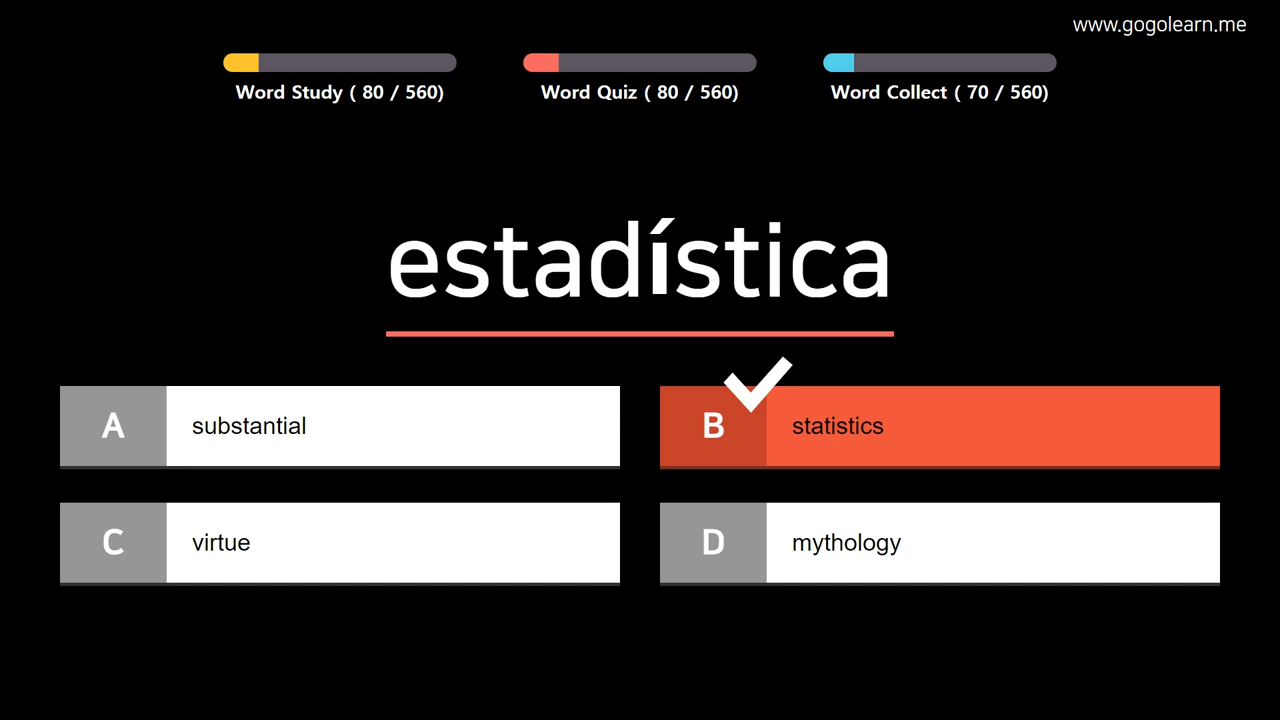 www.gogolearn.me
Word Study ( 80 / 560)
Word Quiz ( 80 / 560)
Word Collect ( 70 / 560)
estadística
A substantial
B statistics
C virtue
D mythology